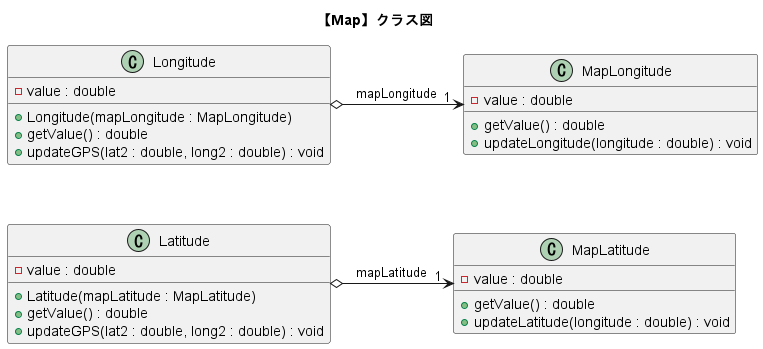 【Map】クラス図
C Longitude
value : double
Longitude(mapLongitude : MapLongitude)
getValue() : double
updateGPS(lat2 : double, long2 : double) : void
mapLongitude
1
C MapLongitude
value : double
getValue() : double
updateLongitude(longitude : double) : void
C Latitude
value : double
Latitude(mapLatitude : MapLatitude)
getValue() : double
updateGPS(lat2 : double, long2 : double) : void
mapLatitude
1
C MapLatitude
value : double
getValue() : double
updateLatitude(longitude : double) : void